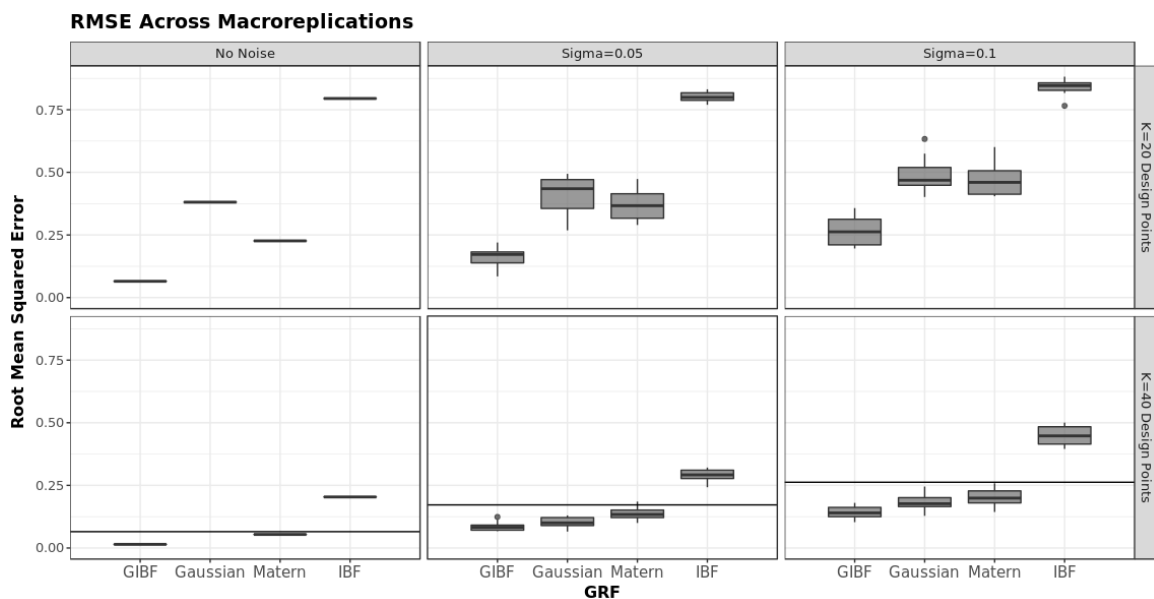 RMSE Across Macroreplications
No Noise
Sigma=0.05
Sigma=0.1
Root Mean Squared Error
0.75
0.50
0.25
0.00
K=20 Design Points
0.75
0.50
0.25
0.00
K=40 Design Points
GIBF Gaussian Matern IBF
GIBF Gaussian Matern IBF
GIBF Gaussian Matern IBF
GRF